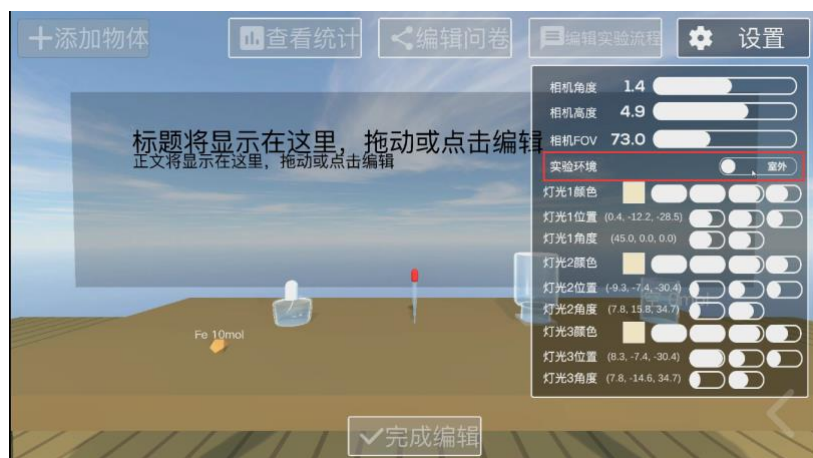 添加物体
查看统计
编辑问卷
编辑实验流程
设置
标题将显示在这里，拖动或点击编辑
正文将显示在这里，拖动或点击编辑
相机角度 1.4
相机高度 4.9
相机FOV 73.0
实验环境 室外
灯光1颜色
灯光1位置 (0.4, -12.2, -28.5)
灯光1角度 (45.0, 0.0, 0.0)
灯光2颜色
灯光2位置 (-9.3, -7.4, -30.4)
灯光2角度 (7.8, 15.8, 34.7)
灯光3颜色
灯光3位置 (8.3, -7.4, -30.4)
灯光3角度 (7.8, -14.6, 34.7)
Fe 10mol
完成编辑